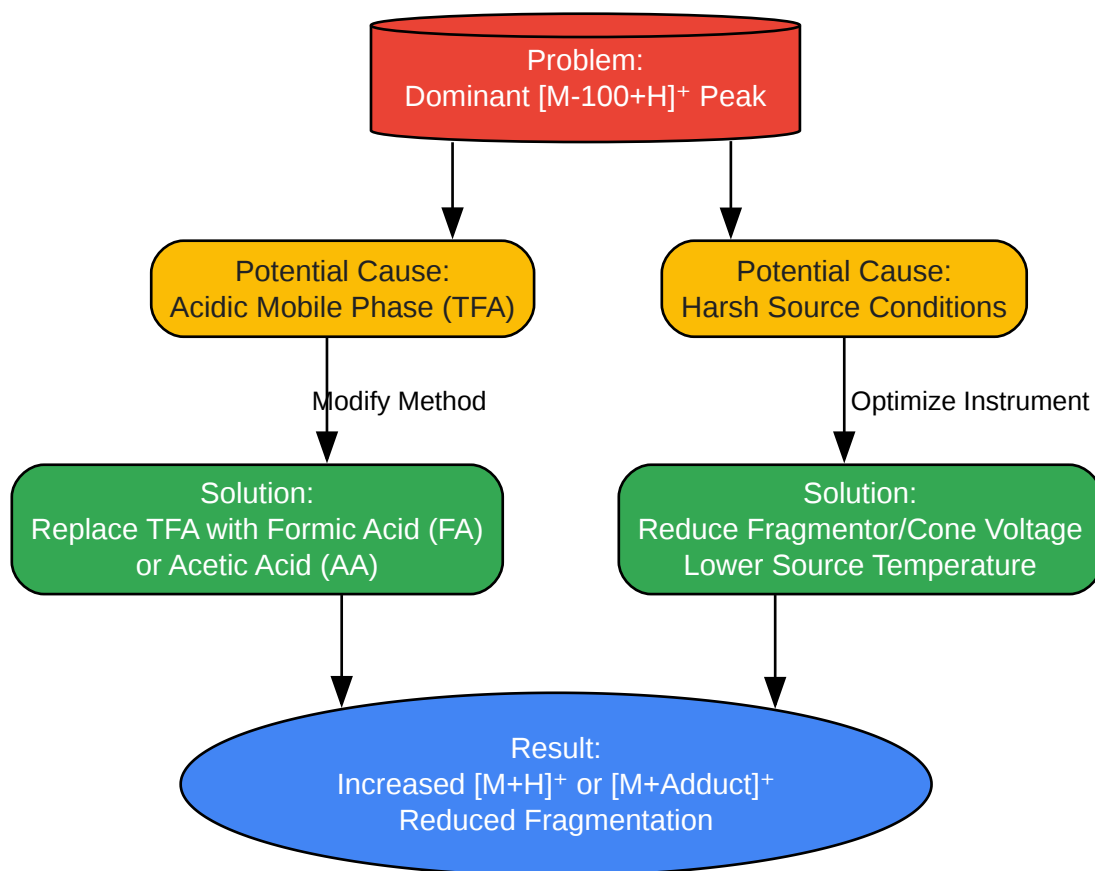 Problem:
Dominant [M-100+H]⁺ Peak
Potential Cause:
Acidic Mobile Phase (TFA)
Potential Cause:
Harsh Source Conditions
Modify Method
Optimize Instrument
Solution:
Replace TFA with Formic Acid (FA)
or Acetic Acid (AA)
Solution:
Reduce Fragmentor/Cone Voltage
Lower Source Temperature
Result:
Increased [M+H]⁺ or [M+Adduct]⁺
Reduced Fragmentation